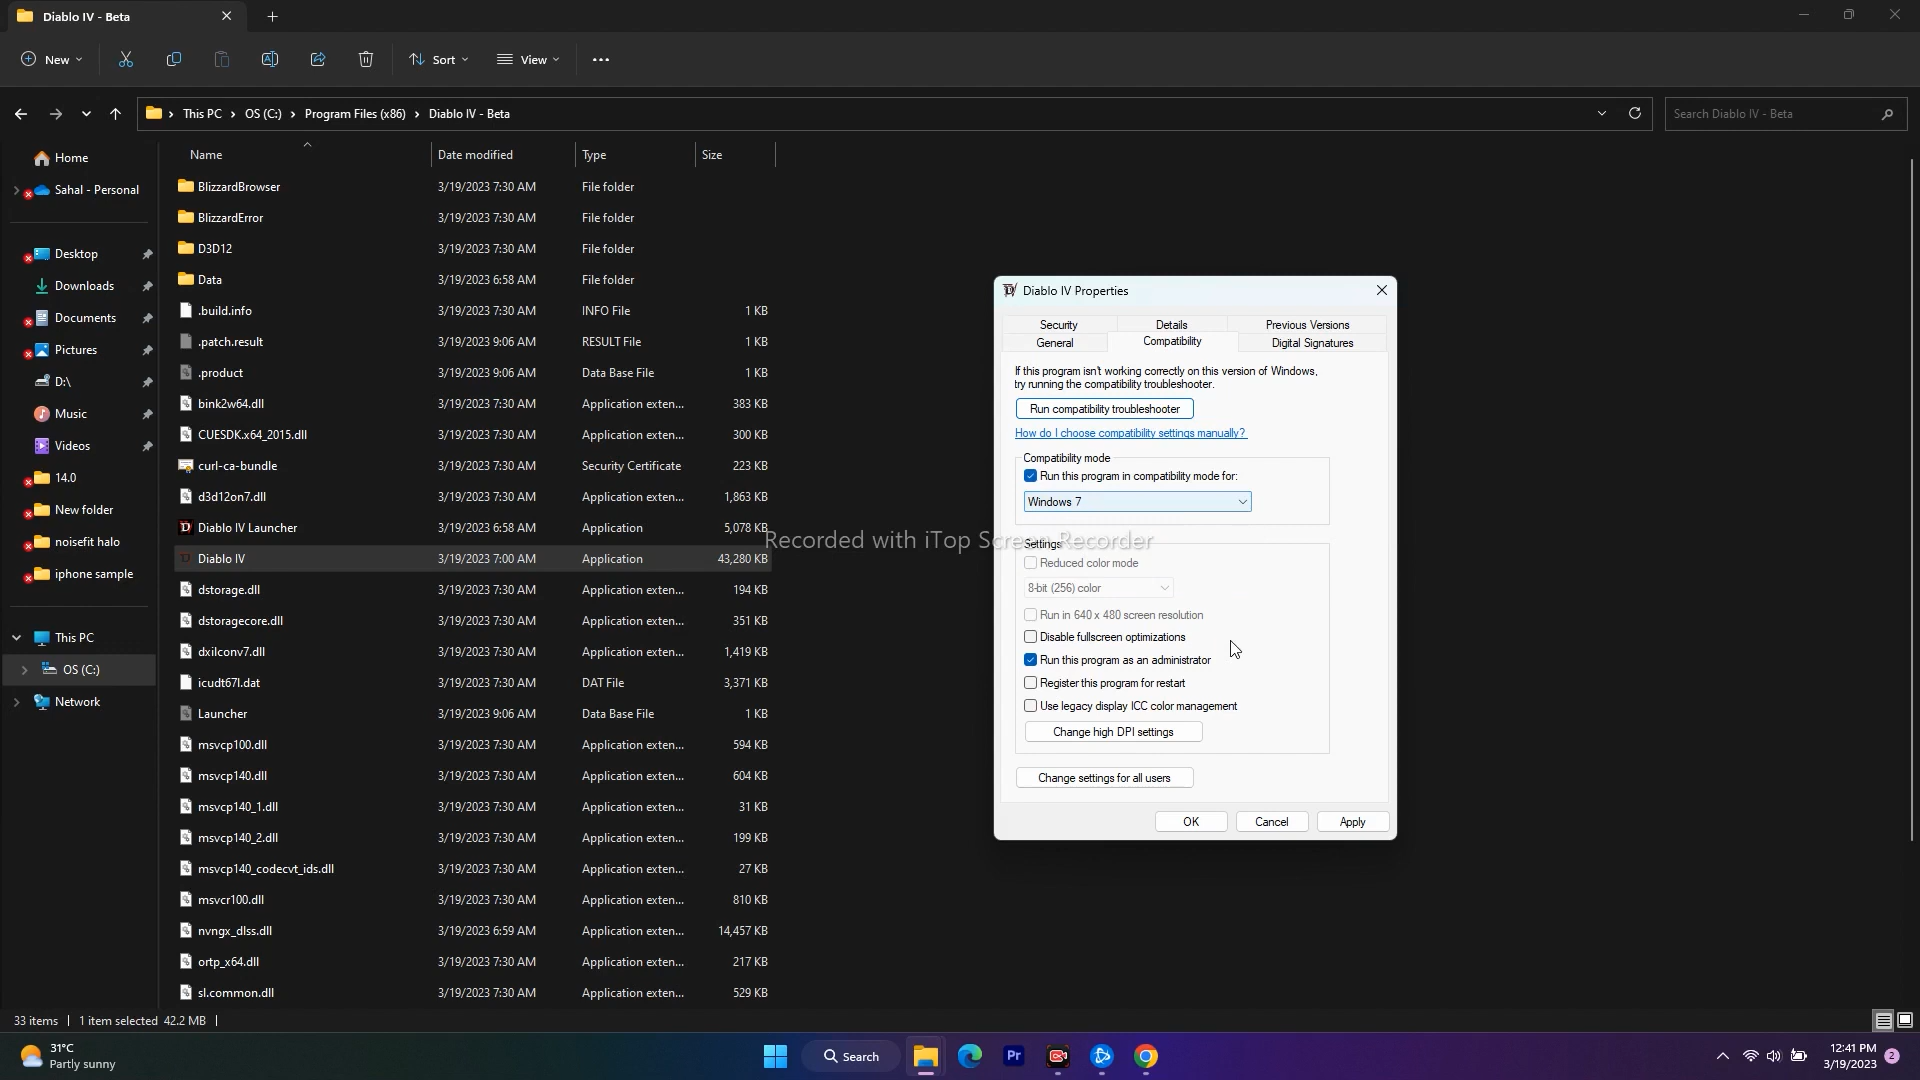 Diablo IV - Beta
New
Sort
View
This PC
OS (C:)
Program Files (x86)
Diablo IV - Beta
Search Diablo IV - Beta
Home
Sahal - Personal
Desktop
Downloads
Documents
Pictures
D:\
Music
Videos
14.0
New folder
noisefit halo
iphone sample
This PC
OS (C:)
Network
Name Date modified Type Size
BlizzardBrowser 3/19/2023 7:30 AM File folder
BlizzardError 3/19/2023 7:30 AM File folder
D3D12 3/19/2023 7:30 AM File folder
Data 3/19/2023 6:58 AM File folder
.build.info 3/19/2023 7:30 AM INFO File 1 KB
.patch.result 3/19/2023 9:06 AM RESULT File 1 KB
.product 3/19/2023 9:06 AM Data Base File 1 KB
bink2w64.dll 3/19/2023 7:30 AM Application exten... 383 KB
CUESDK.x64_2015.dll 3/19/2023 7:30 AM Application exten... 300 KB
curl-ca-bundle 3/19/2023 7:30 AM Security Certificate 223 KB
d3d12on7.dll 3/19/2023 7:30 AM Application exten... 1,863 KB
Diablo IV Launcher 3/19/2023 6:58 AM Application 5,078 KB
Diablo IV 3/19/2023 7:00 AM Application 43,280 KB
dstorage.dll 3/19/2023 7:30 AM Application exten... 194 KB
dstoragecore.dll 3/19/2023 7:30 AM Application exten... 351 KB
dxilconv7.dll 3/19/2023 7:30 AM Application exten... 1,419 KB
icudt67l.dat 3/19/2023 7:30 AM DAT File 3,371 KB
Launcher 3/19/2023 9:06 AM Data Base File 1 KB
msvcp100.dll 3/19/2023 7:30 AM Application exten... 594 KB
msvcp140.dll 3/19/2023 7:30 AM Application exten... 604 KB
msvcp140_1.dll 3/19/2023 7:30 AM Application exten... 31 KB
msvcp140_2.dll 3/19/2023 7:30 AM Application exten... 199 KB
msvcp140_codecvt_ids.dll 3/19/2023 7:30 AM Application exten... 27 KB
msvcr100.dll 3/19/2023 7:30 AM Application exten... 810 KB
nvngx_dlss.dll 3/19/2023 6:59 AM Application exten... 14,457 KB
ortp_x64.dll 3/19/2023 7:30 AM Application exten... 217 KB
sl.common.dll 3/19/2023 7:30 AM Application exten... 529 KB
Recorded with iTop Screen Recorder
Diablo IV Properties
Security Details Previous Versions
General Compatibility Digital Signatures
If this program isn't working correctly on this version of Windows,
try running the compatibility troubleshooter.
Run compatibility troubleshooter
How do I choose compatibility settings manually?
Compatibility mode
Run this program in compatibility mode for:
Windows 7
Settings
Reduced color mode
8-bit (256) color
Run in 640 x 480 screen resolution
Disable fullscreen optimizations
Run this program as an administrator
Register this program for restart
Use legacy display ICC color management
Change high DPI settings
Change settings for all users
OK Cancel Apply
33 items 1 item selected 42.2 MB
31°C
Partly sunny
Search
Pr
12:41 PM
3/19/2023
2